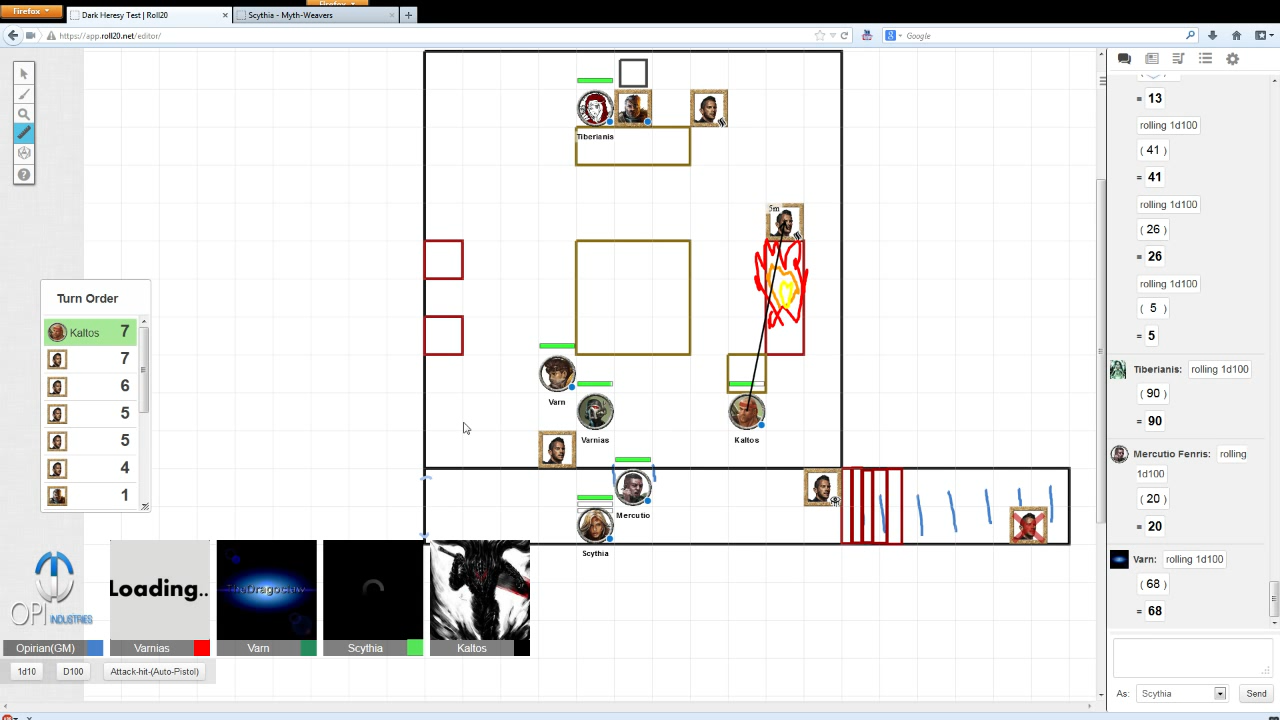 Firefox
Firefox
Dark Heresy Test | Roll20
Scythia - Myth-Weavers
https://app.roll20.net/editor/
Google
= 13
rolling 1d100
( 41 )
= 41
rolling 1d100
( 26 )
= 26
rolling 1d100
( 5 )
= 5
Tiberianis: rolling 1d100
( 90 )
= 90
Mercutio Fenris: rolling
1d100
( 20 )
= 20
Varn: rolling 1d100
( 68 )
= 68
As: Scythia
Send
Tiberianis
5m
Varn
Varnias
Kaltos
Mercutio
Scythia
Turn Order
Kaltos 7
7
6
5
5
4
1
OPI INDUSTRIES
Loading..
Opirian(GM)
Varnias
Varn
Scythia
Kaltos
1d10
D100
Attack-hit-(Auto-Pistol)